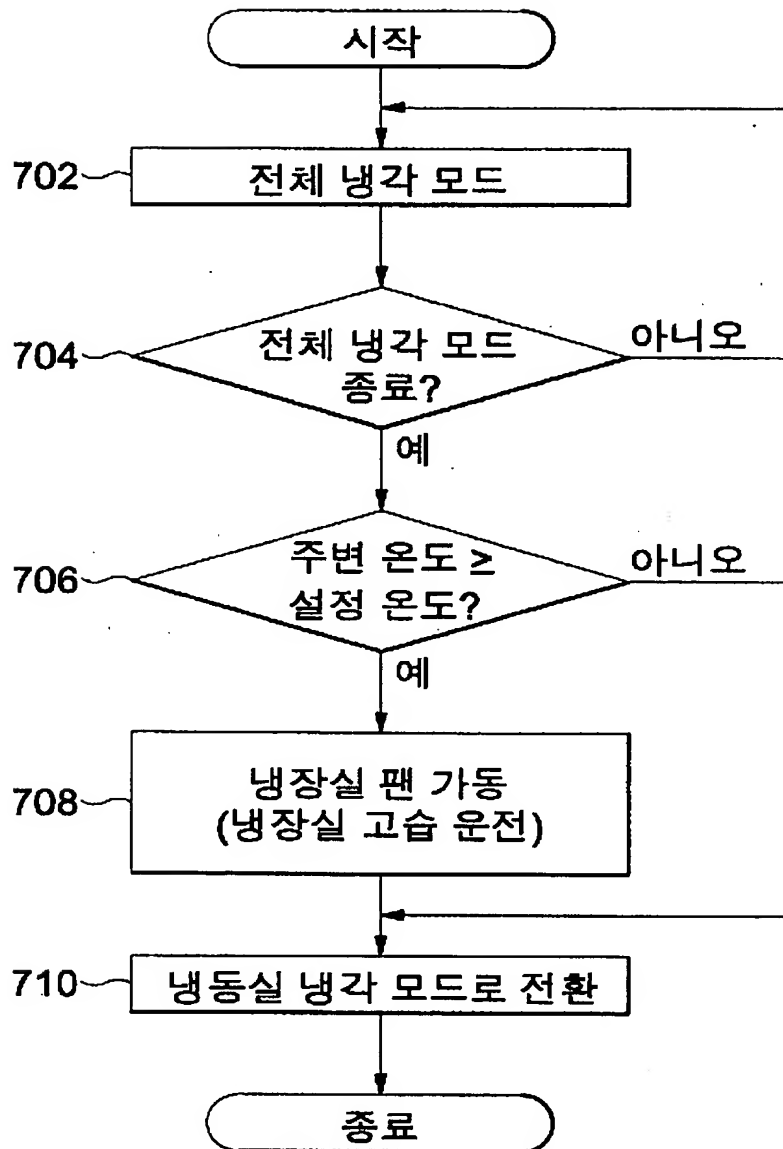 시작
702
전체 냉각 모드
704
전체 냉각 모드
종료?
아니오
예
706
주변 온도 ≥
설정 온도?
아니오
예
708
냉장실 팬 가동
(냉장실 고습 운전)
710
냉동실 냉각 모드로 전환
종료